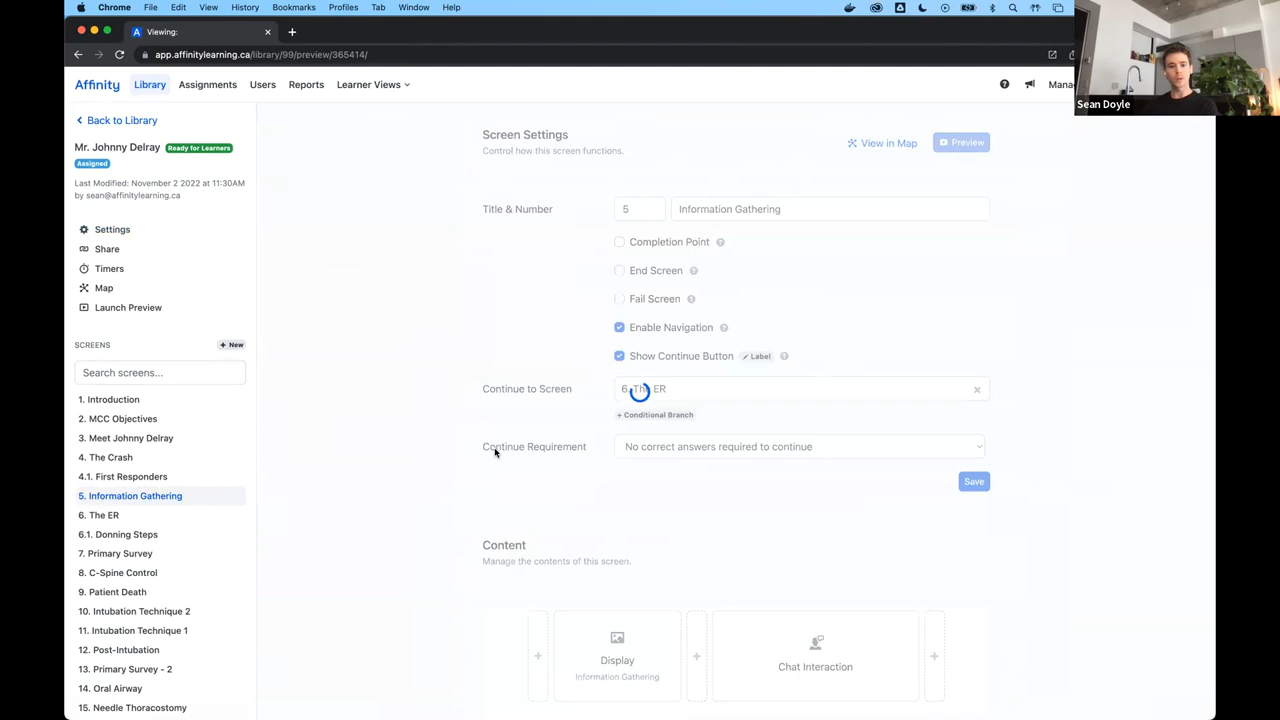 Chrome File Edit View History Bookmarks Profiles Tab Window Help
Viewing:
app.affinitylearning.ca/library/99/preview/365414/
Affinity Library Assignments Users Reports Learner Views
Sean Doyle
Back to Library
Mr. Johnny Delray Ready for Learners
Assigned
Last Modified: November 2 2022 at 11:30AM
by sean@affinitylearning.ca
Settings
Share
Timers
Map
Launch Preview
SCREENS + New
Search screens...
1. Introduction
2. MCC Objectives
3. Meet Johnny Delray
4. The Crash
4.1. First Responders
5. Information Gathering
6. The ER
6.1. Donning Steps
7. Primary Survey
8. C-Spine Control
9. Patient Death
10. Intubation Technique 2
11. Intubation Technique 1
12. Post-Intubation
13. Primary Survey - 2
14. Oral Airway
15. Needle Thoracostomy
Screen Settings
Control how this screen functions.
View in Map Preview
Title & Number 5 Information Gathering
Completion Point
End Screen
Fail Screen
Enable Navigation
Show Continue Button Label
Continue to Screen 6. The ER
+ Conditional Branch
Continue Requirement No correct answers required to continue
Save
Content
Manage the contents of this screen.
Display
Information Gathering
Chat Interaction